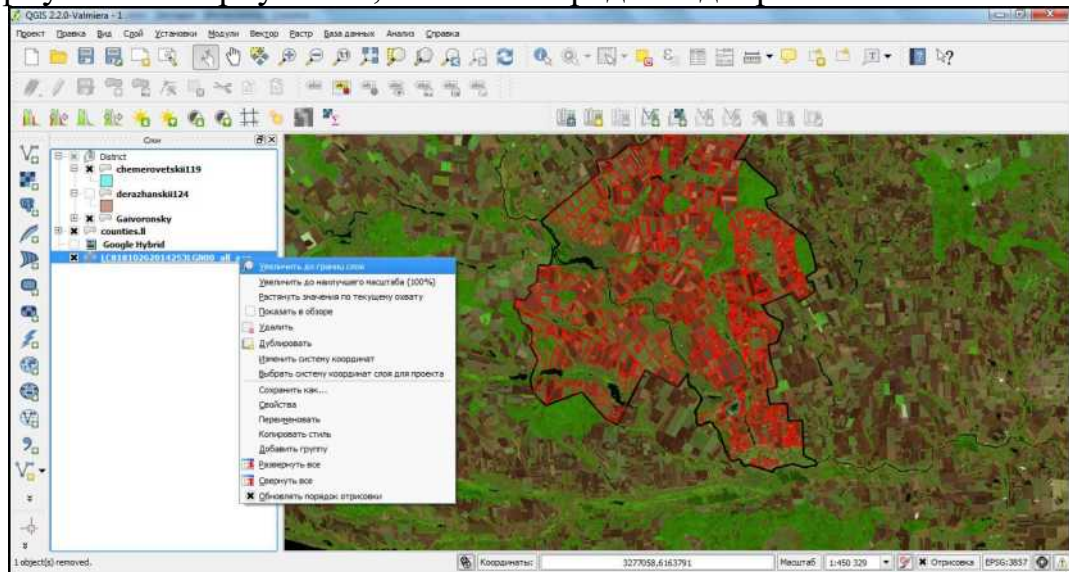 QGIS 2.2.0-Valmiera - 1
Проект Правка Вид Слой Установки Модули Вектор Растр База данных Анализ Справка
Слои
District
chemerovetskii119
derazhanskii124
Gaivoronsky
counties.ll
Google Hybrid
Увеличить до границ слоя
Увеличить до наилучшего масштаба (100%)
Растянуть значения по текущему охвату
Показать в обзоре
Удалить
Дублировать
Изменить систему координат
Выбрать систему координат слоя для проекта
Сохранить как...
Свойства
Переименовать
Копировать стиль
Добавить группу
Развернуть все
Свернуть все
Обновлять порядок отрисовки
1 object(s) removed.
Координаты: 3277058,6163791 Масштаб 1:450 329 Отрисовка EPSG:3857